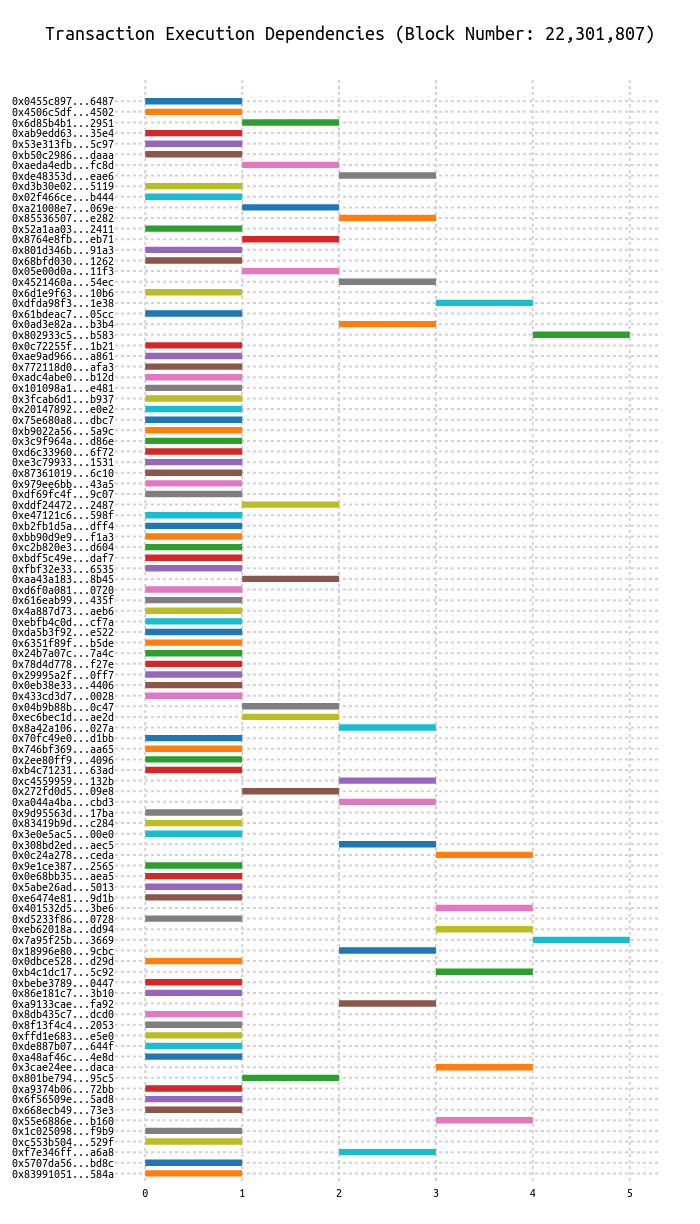 Transaction Execution Dependencies (Block Number: 22,301,807)
0x0455c897...6487
0x4506c5df...4502
0x6d85b4b1...2951
0xab9edd63...35e4
0x53e313fb...5c97
0xb50c2986...daaa
0xaeda4edb...fc8d
0xde48353d...eae6
0xd3b30e02...5119
0x02f466ce...b444
0xa21008e7...069e
0x85536507...e282
0x52a1aa03...2411
0x8764e8fb...eb71
0x801d346b...91a3
0x68bfd030...1262
0x05e00d0a...11f3
0x4521460a...54ec
0x6d1e9f63...10b6
0xdfda98f3...1e38
0x61bdeac7...05cc
0x0ad3e82a...b3b4
0x802933c5...b583
0x0c72255f...1b21
0xae9ad966...a861
0x772118d0...afa3
0xadc4abe0...b12d
0x101098a1...e481
0x3fcab6d1...b937
0x20147892...e0e2
0x75e680a8...dbc7
0xb9022a56...5a9c
0x3c9f964a...d86e
0xd6c33960...6f72
0xe3c79933...1531
0x87361019...6c10
0x979ee6bb...43a5
0xdf69fc4f...9c07
0xddf24472...2487
0xe47121c6...598f
0xb2fb1d5a...dff4
0xbb90d9e9...f1a3
0xc2b820e3...d604
0xbdf5c49e...daf7
0xfbf32e33...6535
0xaa43a183...8b45
0xd6f0a081...0720
0x616eab99...435f
0x4a887d73...aeb6
0xebfb4c0d...cf7a
0xda5b3f92...e522
0x6351f89f...b5de
0x24b7a07c...7a4c
0x78d4d778...f27e
0x29995a2f...0ff7
0x0eb38e33...4406
0x433cd3d7...0028
0x04b9b88b...0c47
0xec6bec1d...ae2d
0x8a42a106...027a
0x70fc49e0...d1bb
0x746bf369...aa65
0x2ee80ff9...4096
0xb4c71231...63ad
0xc4559959...132b
0x272fd0d5...09e8
0xa044a4ba...cbd3
0x9d95563d...17ba
0x83419b9d...c284
0x3e0e5ac5...00e0
0x308bd2ed...aec5
0x0c24a278...ceda
0x9e1ce387...2565
0x0e68bb35...aea5
0x5abe26ad...5013
0xe6474e81...9d1b
0x401532d5...3be6
0xd5233f86...0728
0xeb62018a...dd94
0x7a95f25b...3669
0x18996e80...9cbc
0x0dbce528...d29d
0xb4c1dc17...5c92
0xbebe3789...0447
0x86e181c7...3b10
0xa9133cae...fa92
0x8db435c7...dcd0
0x8f13f4c4...2053
0xffd1e683...e5e0
0xde887b07...644f
0xa48af46c...4e8d
0x3cae24ee...daca
0x801be794...95c5
0xa9374b06...72bb
0x6f56509e...5ad8
0x668ecb49...73e3
0x55e6886e...b160
0x1c025098...f9b9
0xc553b504...529f
0xf7e346ff...a6a8
0x5707da56...bd8c
0x83991051...584a
0 1 2 3 4 5